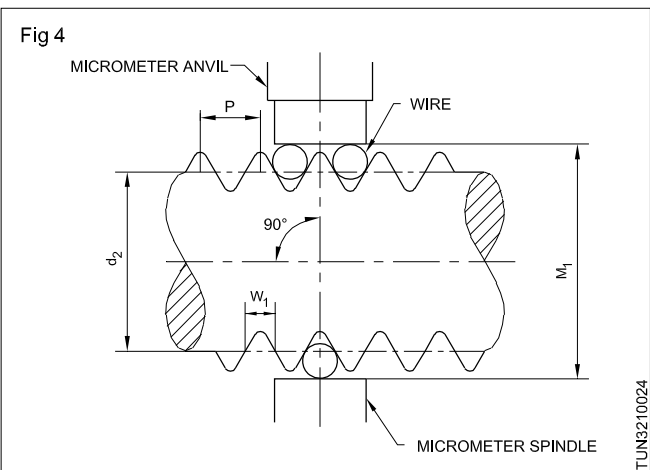 Fig 4
MICROMETER ANVIL
P
WIRE
90°
d2
M1
W1
MICROMETER SPINDLE
TUN3210024